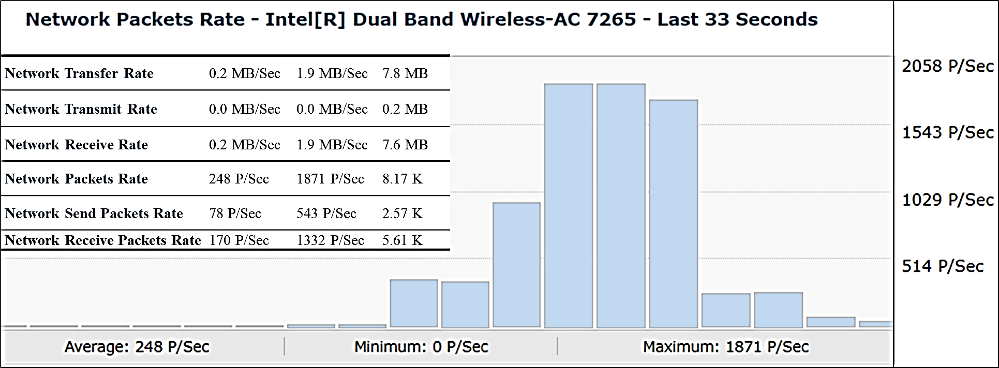 Network Packets Rate - Intel[R] Dual Band Wireless-AC 7265 - Last 33 Seconds
Network Transfer Rate 0.2 MB/Sec 1.9 MB/Sec 7.8 MB
Network Transmit Rate 0.0 MB/Sec 0.0 MB/Sec 0.2 MB
Network Receive Rate 0.2 MB/Sec 1.9 MB/Sec 7.6 MB
Network Packets Rate 248 P/Sec 1871 P/Sec 8.17 K
Network Send Packets Rate 78 P/Sec 543 P/Sec 2.57 K
Network Receive Packets Rate 170 P/Sec 1332 P/Sec 5.61 K
2058 P/Sec
1543 P/Sec
1029 P/Sec
514 P/Sec
Average: 248 P/Sec Minimum: 0 P/Sec Maximum: 1871 P/Sec